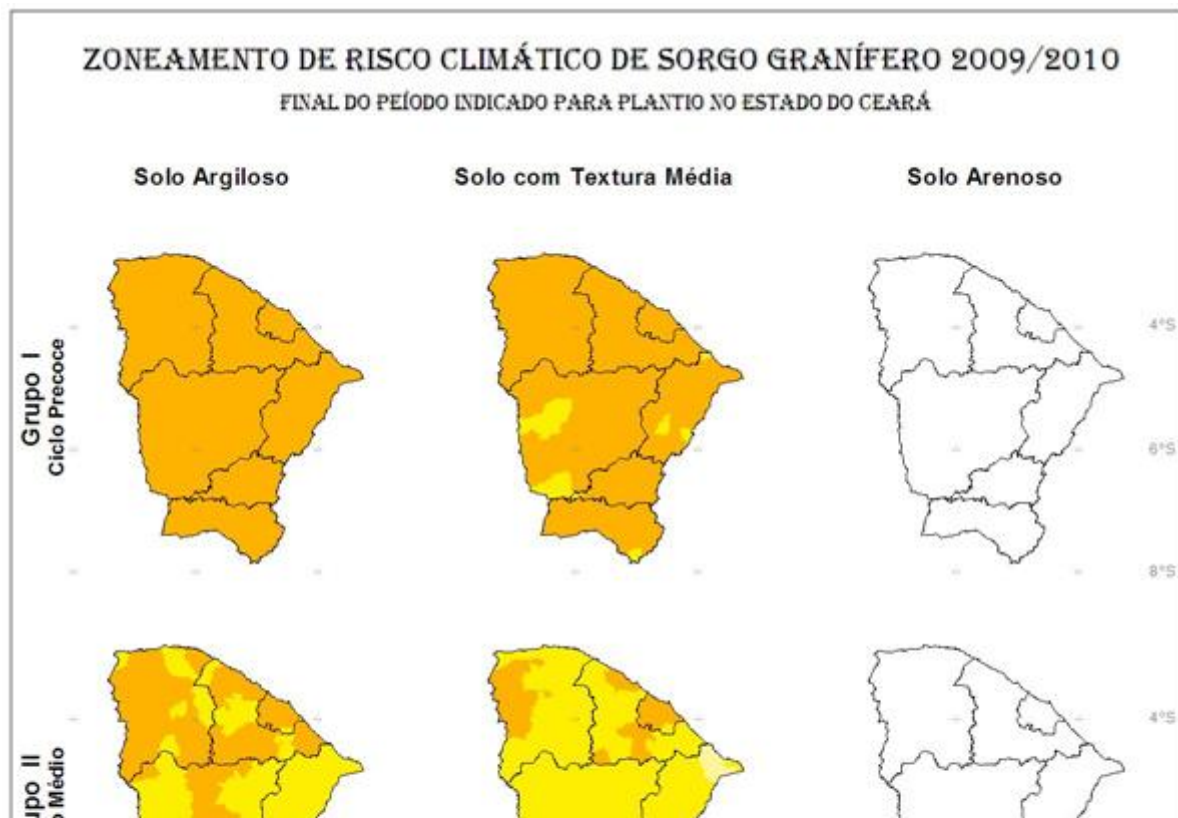 ZONEAMENTO DE RISCO CLIMÁTICO DE SORGO GRANÍFERO 2009/2010
FINAL DO PEÍODO INDICADO PARA PLANTIO NO ESTADO DO CEARÁ
Solo Argiloso
Solo com Textura Média
Solo Arenoso
Grupo I
Ciclo Precoce
4°S
6°S
8°S
upo II
o Médio
4°S